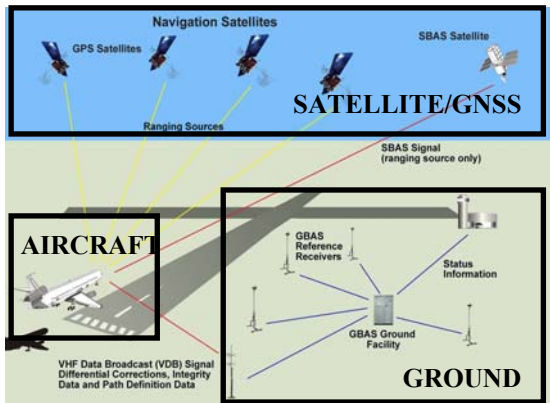 Navigation Satellites
GPS Satellites
SBAS Satellite
SATELLITE/GNSS
Ranging Sources
SBAS Signal
(ranging source only)
AIRCRAFT
GBAS
Reference
Receivers
Status
Information
GBAS Ground
Facility
VHF Data Broadcast (VDB) Signal
Differential Corrections, Integrity
Data and Path Definition Data
GROUND